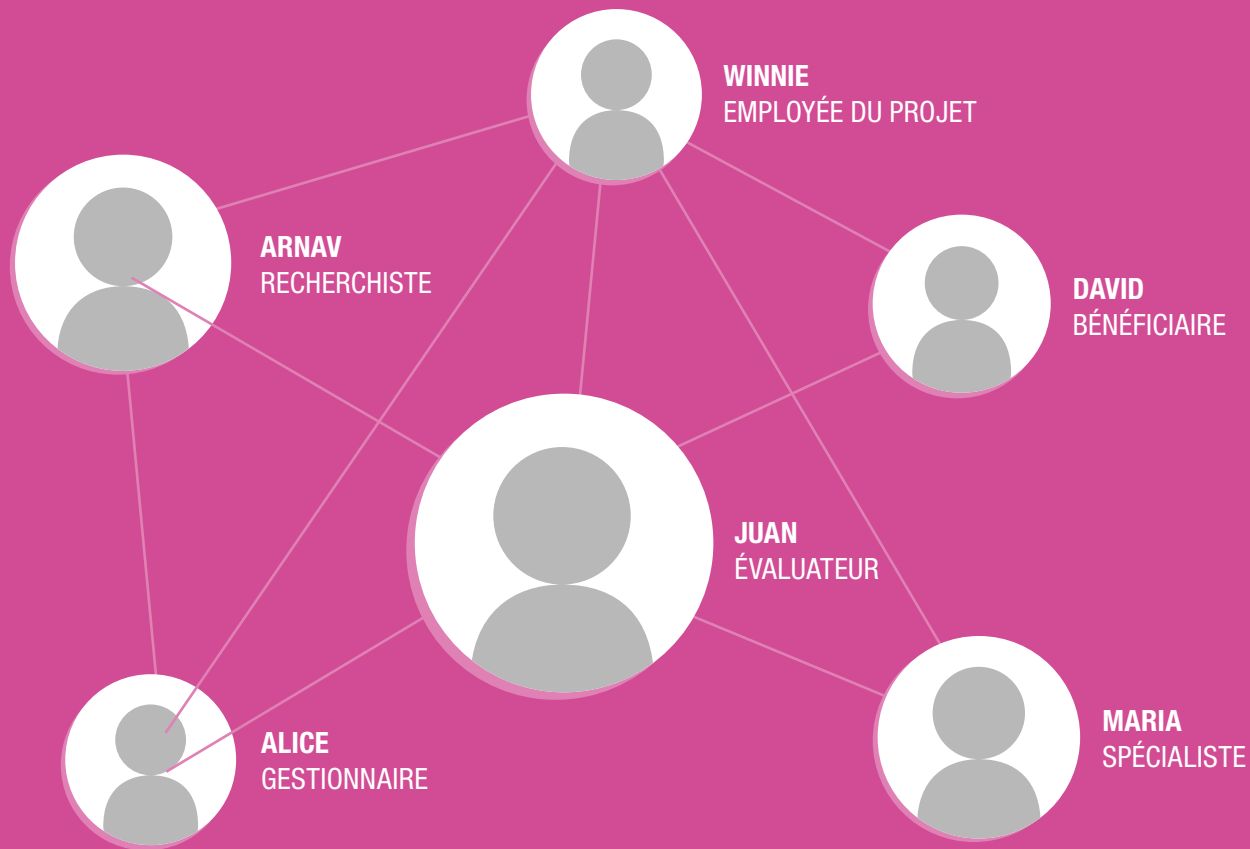 WINNIE
EMPLOYÉE DU PROJET
ARNAV
RECHERCHISTE
DAVID
BÉNÉFICIAIRE
JUAN
ÉVALUATEUR
MARIA
SPÉCIALISTE
ALICE
GESTIONNAIRE